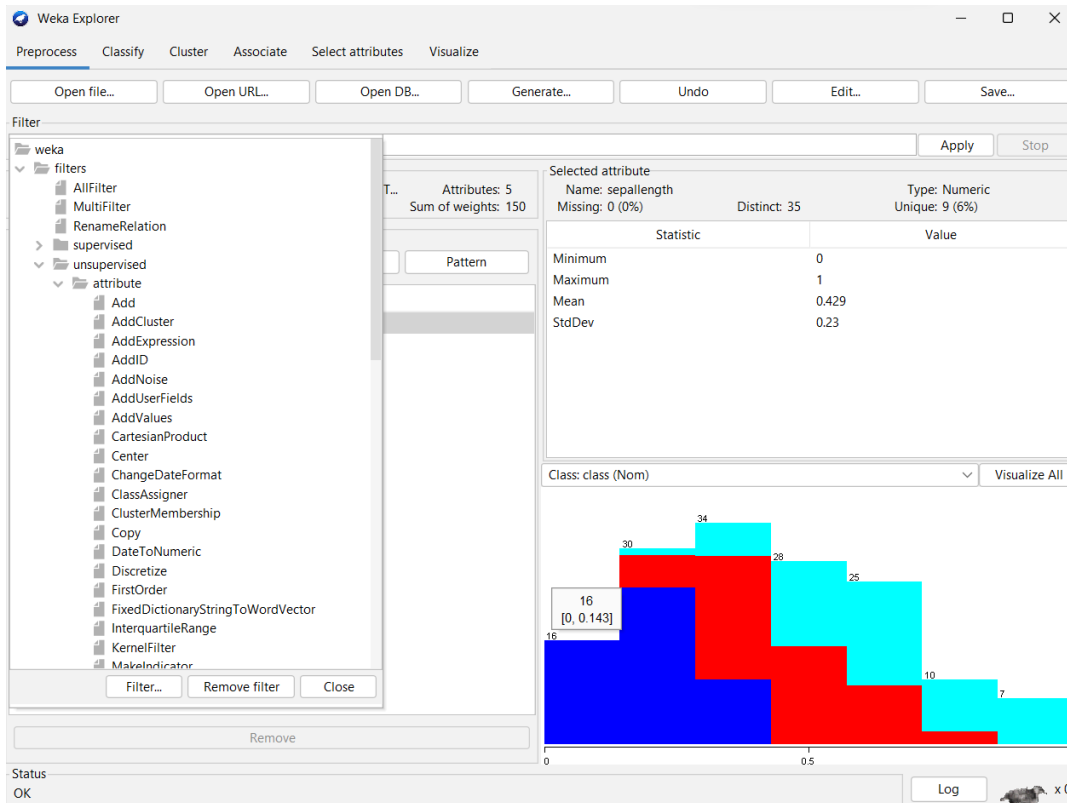 Weka Explorer
Preprocess Classify Cluster Associate Select attributes Visualize
Open file... Open URL... Open DB... Generate... Undo Edit... Save...
Filter
Apply Stop
weka
filters
AllFilter
MultiFilter
RenameRelation
supervised
unsupervised
attribute
Add
AddCluster
AddExpression
AddID
AddNoise
AddUserFields
AddValues
CartesianProduct
Center
ChangeDateFormat
ClassAssigner
ClusterMembership
Copy
DateToNumeric
Discretize
FirstOrder
FixedDictionaryStringToWordVector
InterquartileRange
KernelFilter
MakeIndicator
Filter... Remove filter Close
T... Attributes: 5
Sum of weights: 150
Pattern
Remove
Selected attribute
Name: sepallength Type: Numeric
Missing: 0 (0%) Distinct: 35 Unique: 9 (6%)
Statistic Value
Minimum 0
Maximum 1
Mean 0.429
StdDev 0.23
Class: class (Nom) Visualize All
34
30
28
25
16
[0, 0.143]
16
10
7
0 0.5
Status
OK
Log x 0